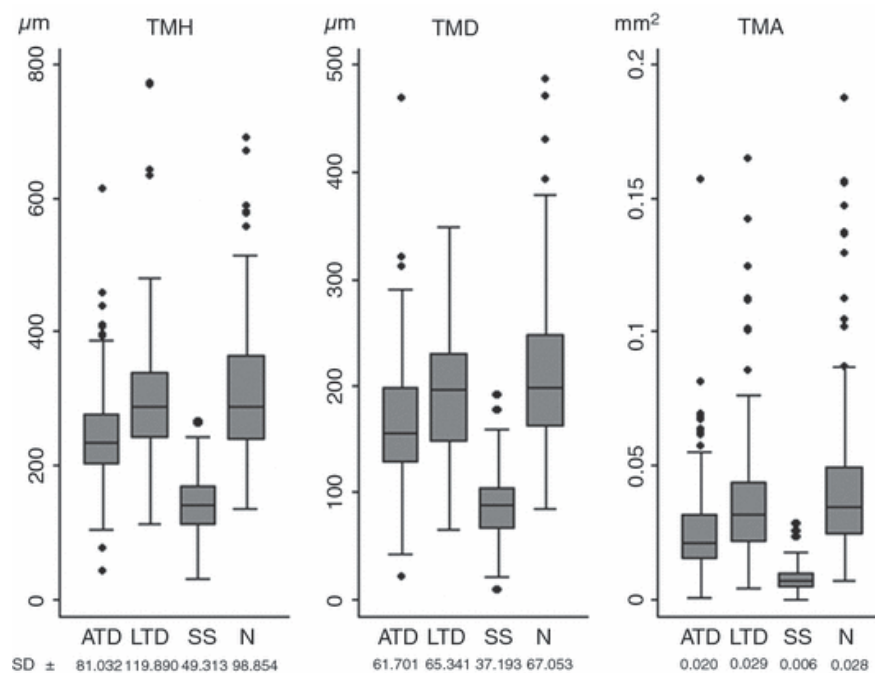 µm TMH µm TMD mm2 TMA
800 500 0.2
400
600 0.15
300
400 0.1
200
200 0.05
100
0 0 0
ATD LTD SS N ATD LTD SS N ATD LTD SS N
SD ± 81.032 119.890 49.313 98.854 61.701 65.341 37.193 67.053 0.020 0.029 0.006 0.028